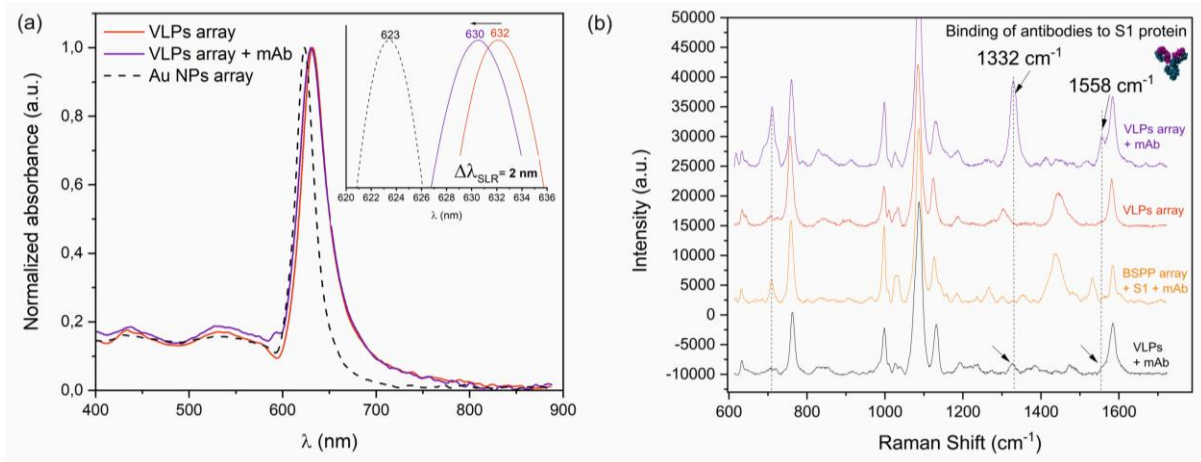 (a)
VLPs array
VLPs array + mAb
Au NPs array
623
630
632
Δλ_SLR= 2 nm
620 622 624 626 628 630 632 634 636
λ (nm)
1,0
0,8
0,6
0,4
0,2
0,0
Normalized absorbance (a.u.)
400 500 600 700 800 900
λ (nm)
(b)
50000
45000
40000
35000
30000
25000
20000
15000
10000
5000
0
-5000
-10000
Intensity (a.u.)
Binding of antibodies to S1 protein
1332 cm⁻¹
1558 cm⁻¹
VLPs array
+ mAb
VLPs array
BSPP array
+ S1 + mAb
VLPs
+ mAb
600 800 1000 1200 1400 1600 1800
Raman Shift (cm⁻¹)